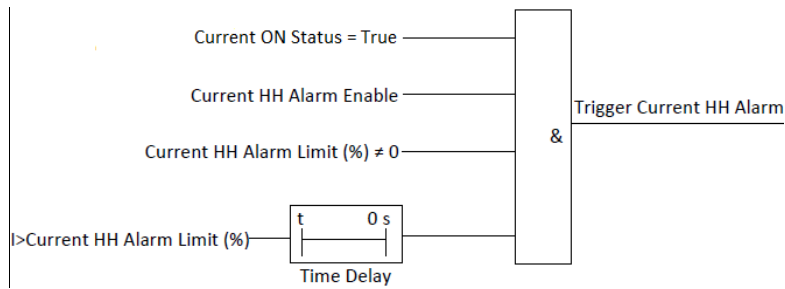 Current ON Status = True
Current HH Alarm Enable
Trigger Current HH Alarm
&
Current HH Alarm Limit (%) ≠ 0
t 0 s
I>Current HH Alarm Limit (%)
Time Delay